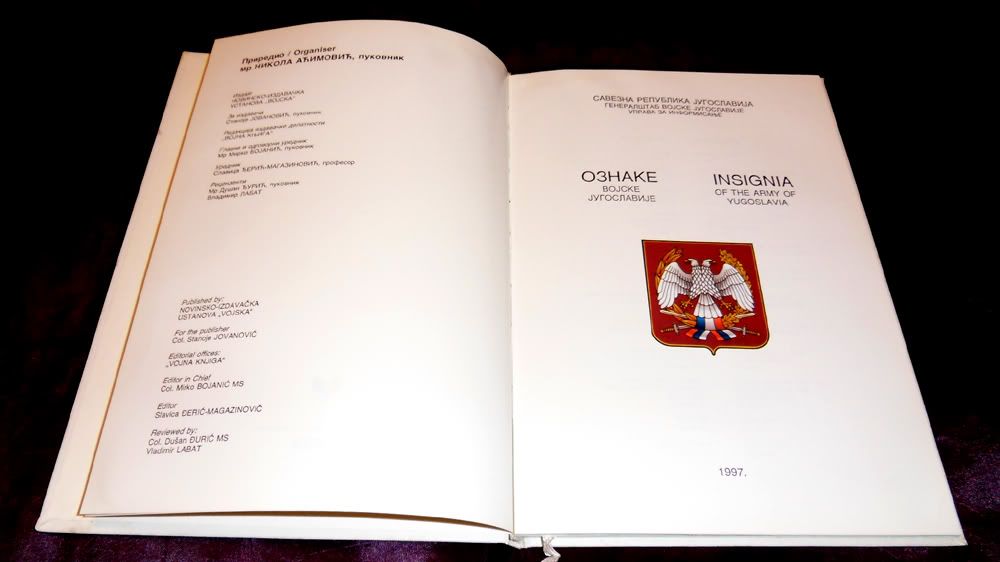 Приредио / Organiser
мр НИКОЛА АЋИМОВИЋ, пуковник
Издаје
НОВИНСКО-ИЗДАВАЧКА
УСТАНОВА „ВОЈСКА"
За издавача
Станоје ЈОВАНОВИЋ, пуковник
Редакција издавачке делатности
„ВОЈНА КЊИГА"
Главни и одговорни уредник
Мр Мирко БОЈАНИЋ, пуковник
Уредник
Славица ЂЕРИЋ-МАГАЗИНОВИЋ, професор
Рецензенти
Мр Душан ЂУРИЋ, пуковник
Владимир ЛАБАТ
Published by:
NOVINSKO-IZDAVAČKA
USTANOVA „VOJSKA"
For the publisher
Col. Stanoje JOVANOVIĆ
Editorial offices:
„VOJNA KNJIGA"
Editor in Chief
Col. Mirko BOJANIĆ MS
Editor
Slavica ĐERIĆ-MAGAZINOVIĆ
Reviewed by:
Col. Dušan ĐURIĆ MS
Vladimir LABAT
САВЕЗНА РЕПУБЛИКА ЈУГОСЛАВИЈА
ГЕНЕРАЛШТАБ ВОЈСКЕ ЈУГОСЛАВИЈЕ
УПРАВА ЗА ИНФОРМИСАЊЕ
ОЗНАКЕ
ВОЈСКЕ
ЈУГОСЛАВИЈЕ
INSIGNIA
OF THE ARMY OF
YUGOSLAVIA
1997.